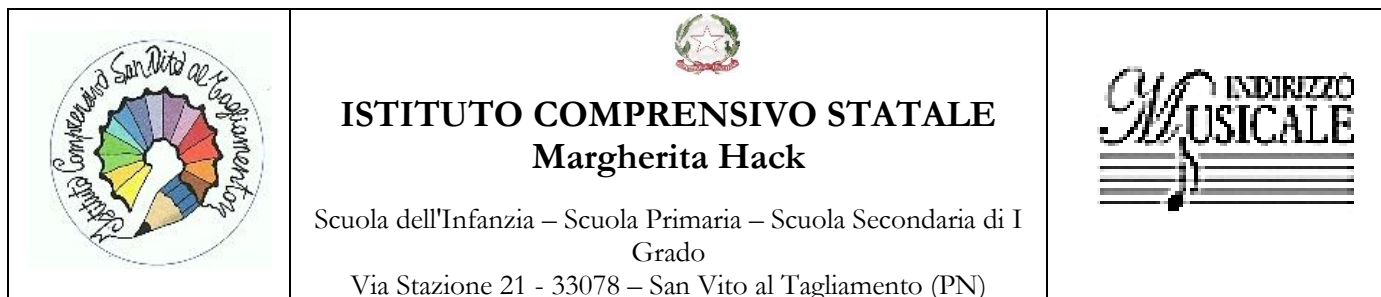 Istituto Comprensivo San Vito al Tagliamento
ISTITUTO COMPRENSIVO STATALE
Margherita Hack
Scuola dell'Infanzia – Scuola Primaria – Scuola Secondaria di I
Grado
Via Stazione 21 - 33078 – San Vito al Tagliamento (PN)
INDIRIZZO
MUSICALE